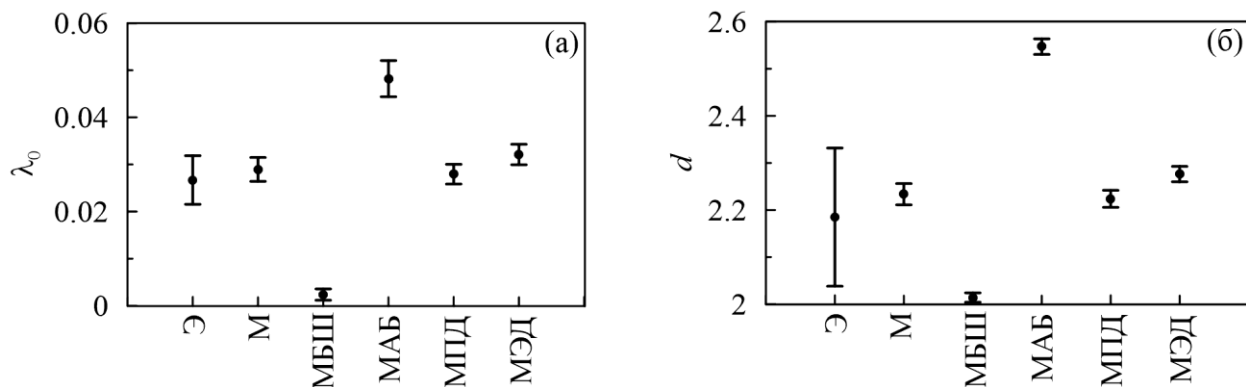 0.06
(а)
0.04
λ₀
0.02
0
Э
М
МБШ
МАБ
МПД
МЭД
2.6
(б)
2.4
d
2.2
2
Э
М
МБШ
МАБ
МПД
МЭД